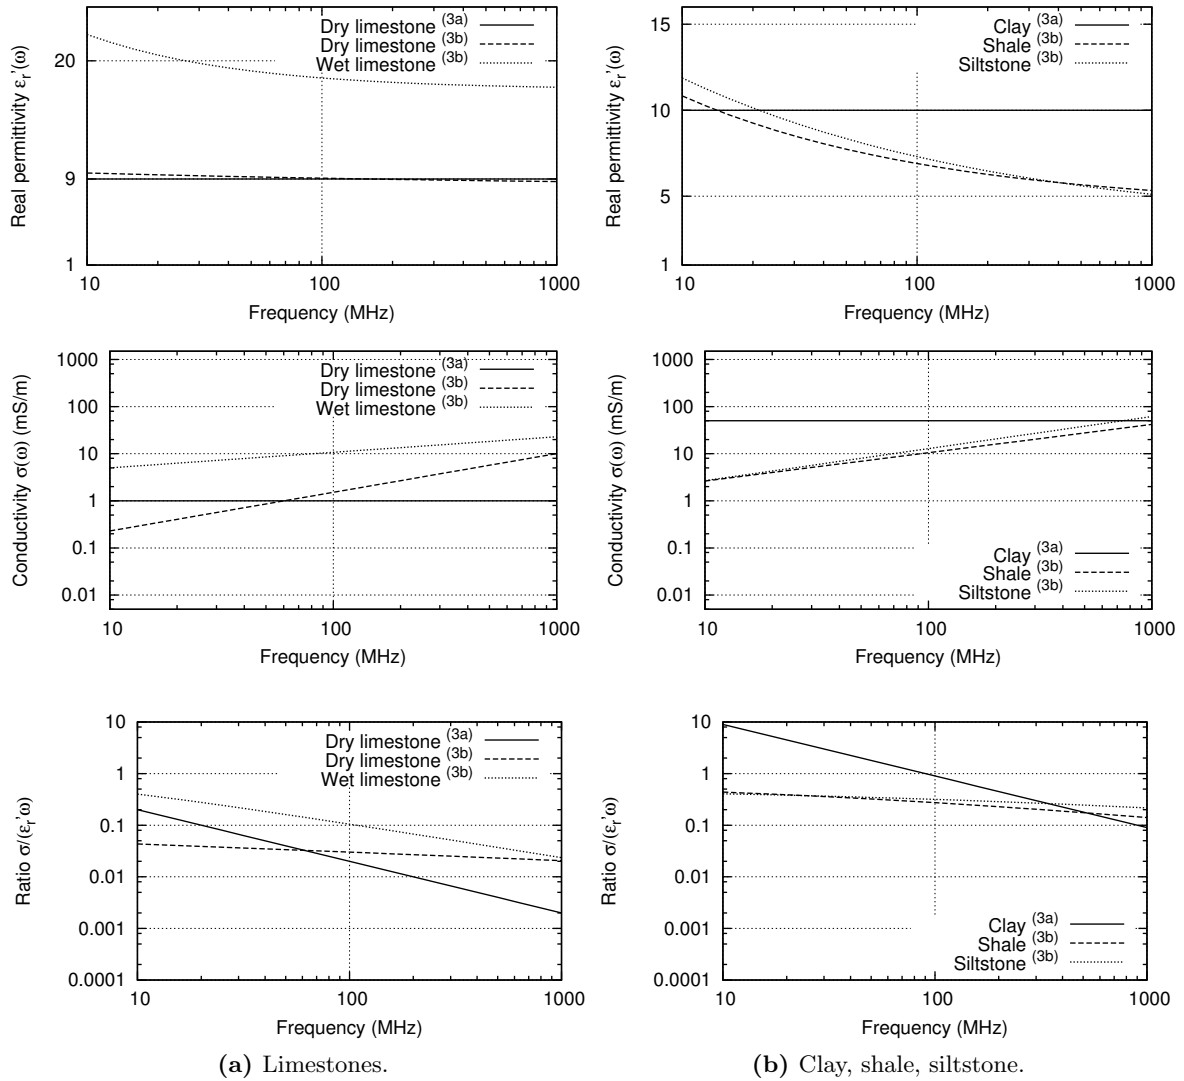 Dry limestone (3a)
Dry limestone (3b)
Wet limestone (3b)
20
9
1
10 100 1000
Real permittivity εr'(ω)
Frequency (MHz)
Clay (3a)
Shale (3b)
Siltstone (3b)
15
10
5
1
10 100 1000
Real permittivity εr'(ω)
Frequency (MHz)
Dry limestone (3a)
Dry limestone (3b)
Wet limestone (3b)
1000
100
10
1
0.1
0.01
10 100 1000
Conductivity σ(ω) (mS/m)
Frequency (MHz)
1000
100
10
1
0.1
0.01
Clay (3a)
Shale (3b)
Siltstone (3b)
10 100 1000
Conductivity σ(ω) (mS/m)
Frequency (MHz)
Dry limestone (3a)
Dry limestone (3b)
Wet limestone (3b)
10
1
0.1
0.01
0.001
0.0001
10 100 1000
Ratio σ/(εr'ω)
Frequency (MHz)
10
1
0.1
0.01
0.001
0.0001
Clay (3a)
Shale (3b)
Siltstone (3b)
10 100 1000
Ratio σ/(εr'ω)
Frequency (MHz)
(a) Limestones.
(b) Clay, shale, siltstone.